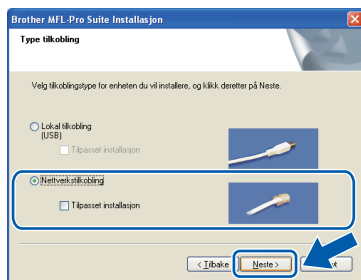 Brother MFL-Pro Suite Installasjon
Type tilkobling
Velg tilkoblingstype for enheten du vil installere, og klikk deretter på Neste.
Lokal tilkobling
(USB)
Tilpasset installasjon
Nettverkstilkobling
Tilpasset installasjon
< Tilbake
Neste >